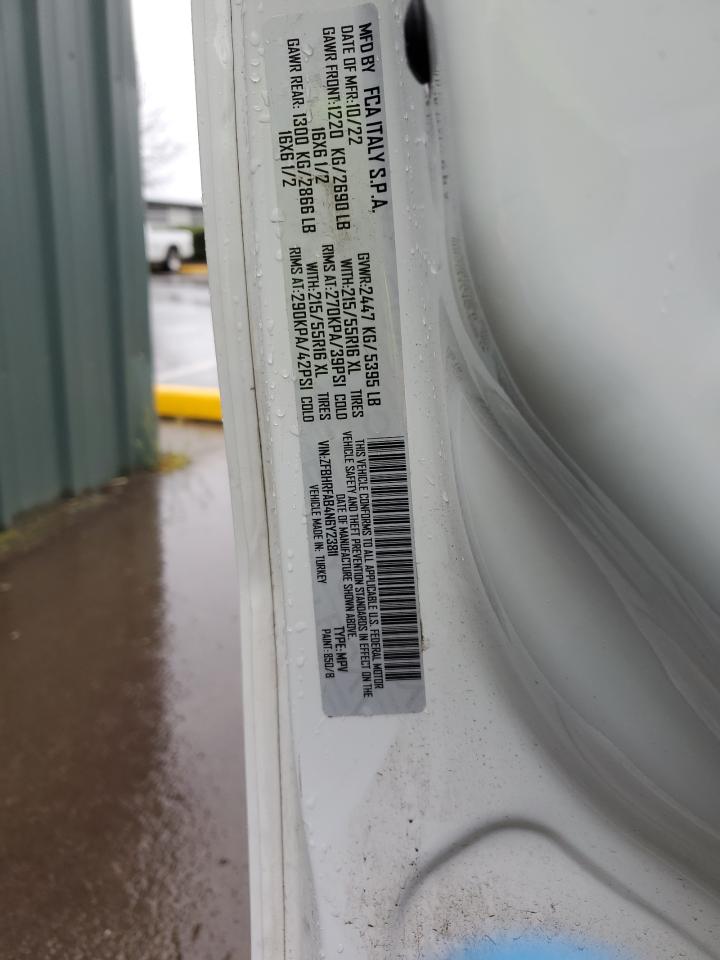 MFD BY FCA ITALY S.P.A.
DATE OF MFR:10/22 GVWR:2447 KG/ 5395 LB
GAWR FRONT:1220 KG/2690 LB WITH:215/55R16 XL TIRES
16X6 1/2 RIMS AT:270KPA/39PSI COLD
GAWR REAR: 1300 KG/2866 LB WITH:215/55R16 XL TIRES
16X6 1/2 RIMS AT:290KPA/42PSI COLD
THIS VEHICLE CONFORMS TO ALL APPLICABLE U.S. FEDERAL MOTOR
VEHICLE SAFETY AND THEFT PREVENTION STANDARDS IN EFFECT ON THE
DATE OF MANUFACTURE SHOWN ABOVE.
VIN:ZFBHRFAB4N6Y23811 TYPE:MPV
VEHICLE MADE IN: TURKEY PAINT: 850/8